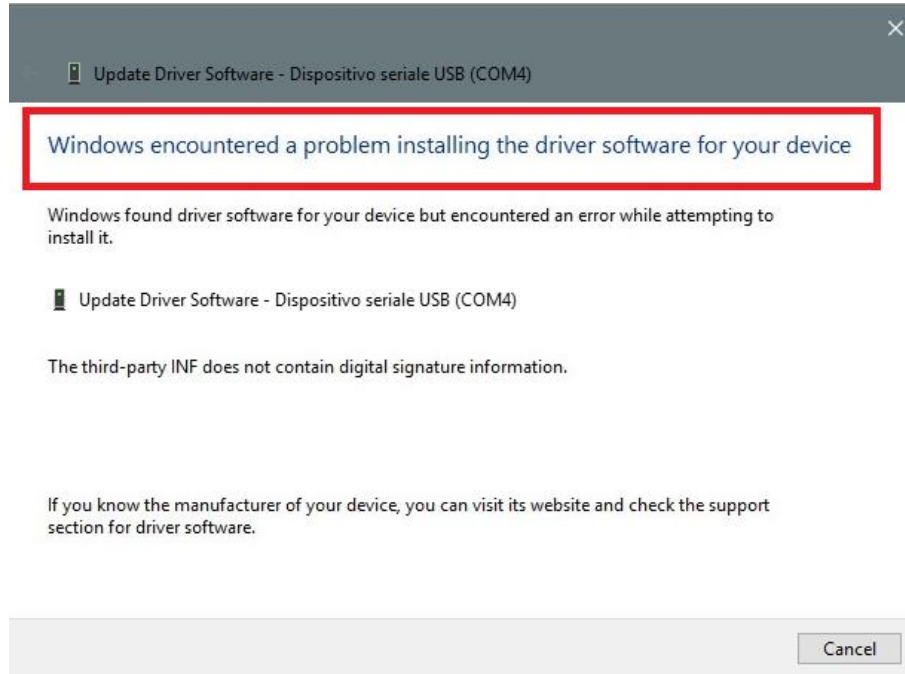 Update Driver Software - Dispositivo seriale USB (COM4)
Windows encountered a problem installing the driver software for your device
Windows found driver software for your device but encountered an error while attempting to
install it.
Update Driver Software - Dispositivo seriale USB (COM4)
The third-party INF does not contain digital signature information.
If you know the manufacturer of your device, you can visit its website and check the support
section for driver software.
Cancel